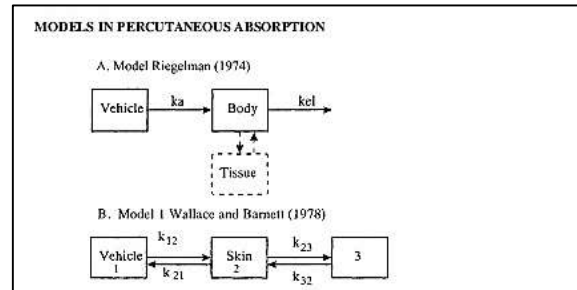 MODELS IN PERCUTANEOUS ABSORPTION
A. Model Riegelman (1974)
Vehicle ka Body kel
Tissue
B. Model 1 Wallace and Barnett (1978)
k12 k23
Vehicle Skin 3
1 k21 2 k32